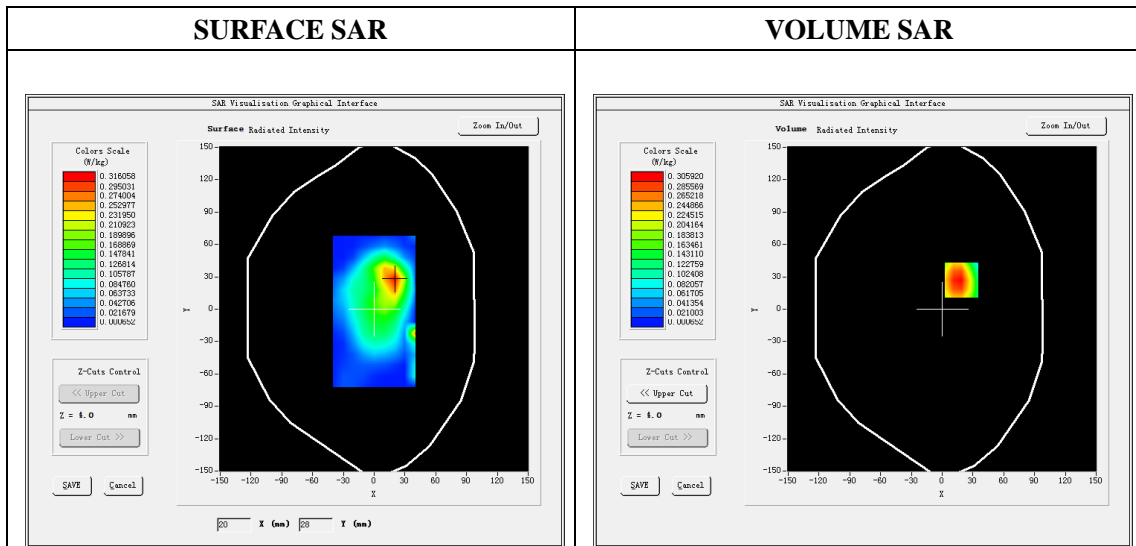 SURFACE SAR
VOLUME SAR
SAR Visualisation Graphical Interface
Surface Radiated Intensity
Zoom In/Out
Colors Scale
(W/kg)
0.316058
0.295031
0.274004
0.252977
0.231950
0.210923
0.189896
0.168869
0.147841
0.126814
0.105787
0.084760
0.063733
0.042706
0.021679
0.000652
Z-Cuts Control
<< Upper Cut
Z = 4.0 mm
Lower Cut >>
SAVE
Cancel
150
120
90
60
30
0
-30
-60
-90
-120
-150
Y
-150 -120 -90 -60 -30 0 30 60 90 120 150
X
20 X (mm) 28 Y (mm)
SAR Visualisation Graphical Interface
Volume Radiated Intensity
Zoom In/Out
Colors Scale
(W/kg)
0.305920
0.285569
0.265218
0.244866
0.224515
0.204164
0.183813
0.163461
0.143110
0.122759
0.102408
0.082057
0.061705
0.041354
0.021003
0.000652
Z-Cuts Control
<< Upper Cut
Z = 4.0 mm
Lower Cut >>
SAVE
Cancel
150
120
90
60
30
0
-30
-60
-90
-120
-150
Y
-150 -120 -90 -60 -30 0 30 60 90 120 150
X